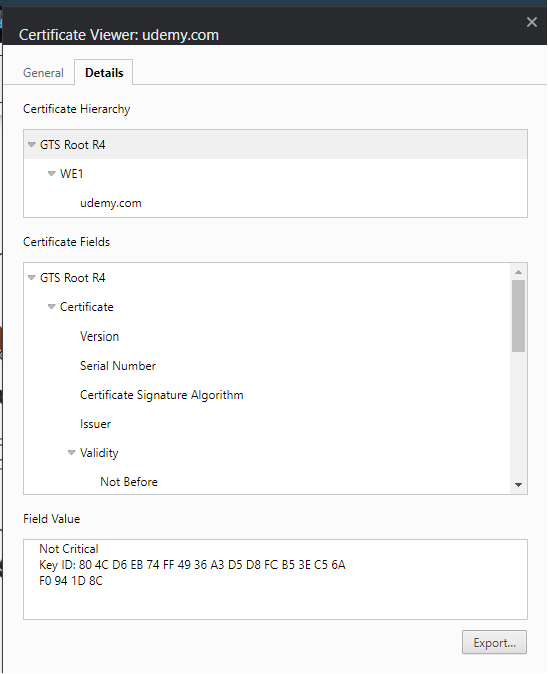 Certificate Viewer: udemy.com
General
Details
Certificate Hierarchy
GTS Root R4
WE1
udemy.com
Certificate Fields
GTS Root R4
Certificate
Version
Serial Number
Certificate Signature Algorithm
Issuer
Validity
Not Before
Field Value
Not Critical
Key ID: 80 4C D6 EB 74 FF 49 36 A3 D5 D8 FC B5 3E C5 6A
F0 94 1D 8C
Export...